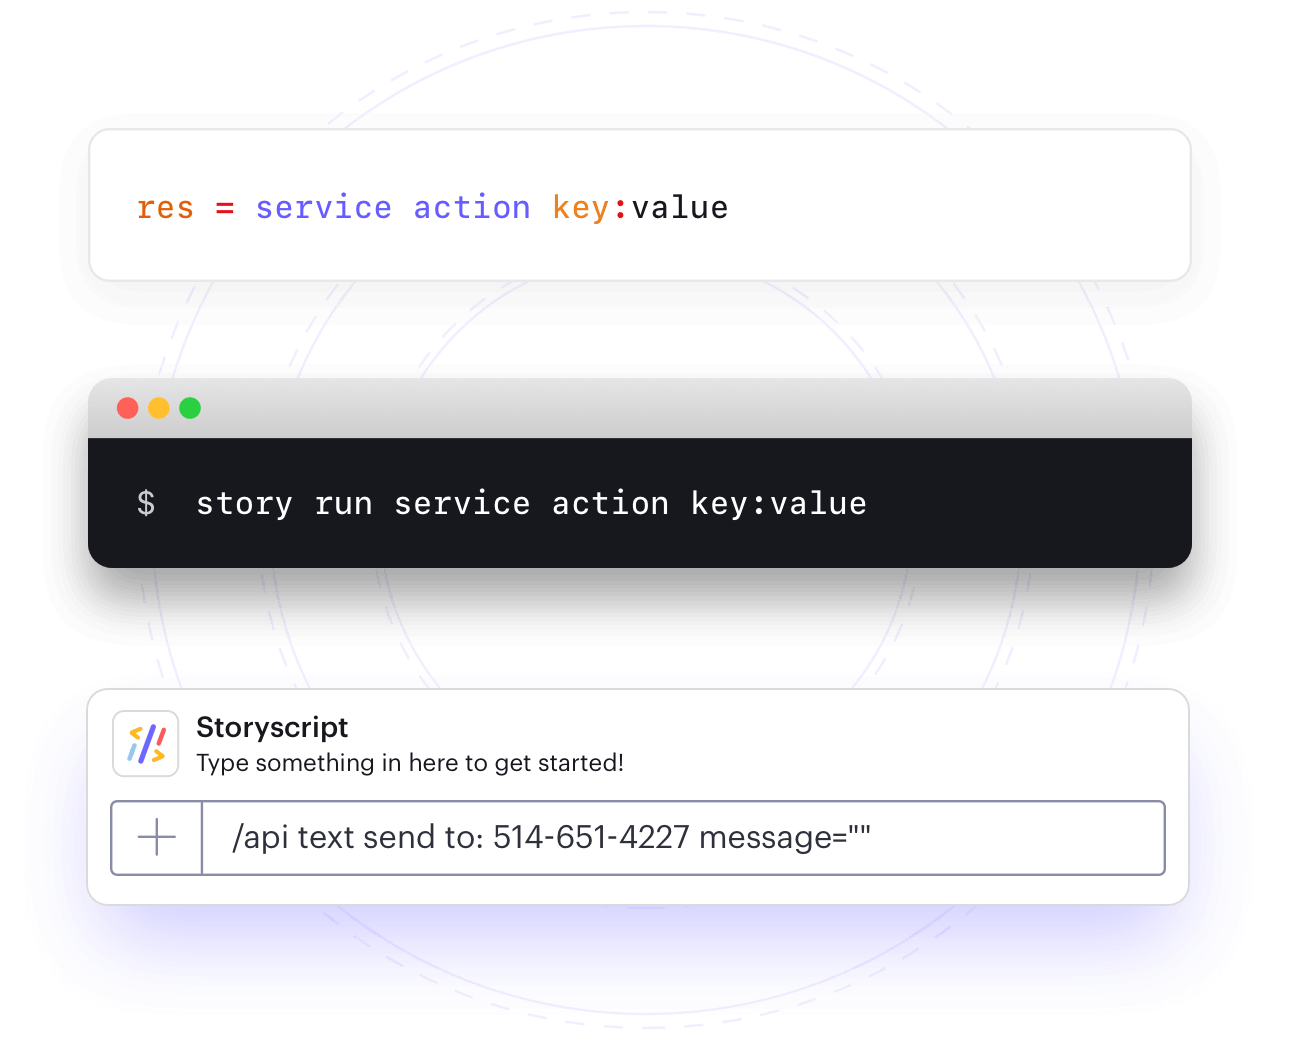 res = service action key:value
$ story run service action key:value
Storyscript
Type something in here to get started!
/api text send to: 514-651-4227 message=""